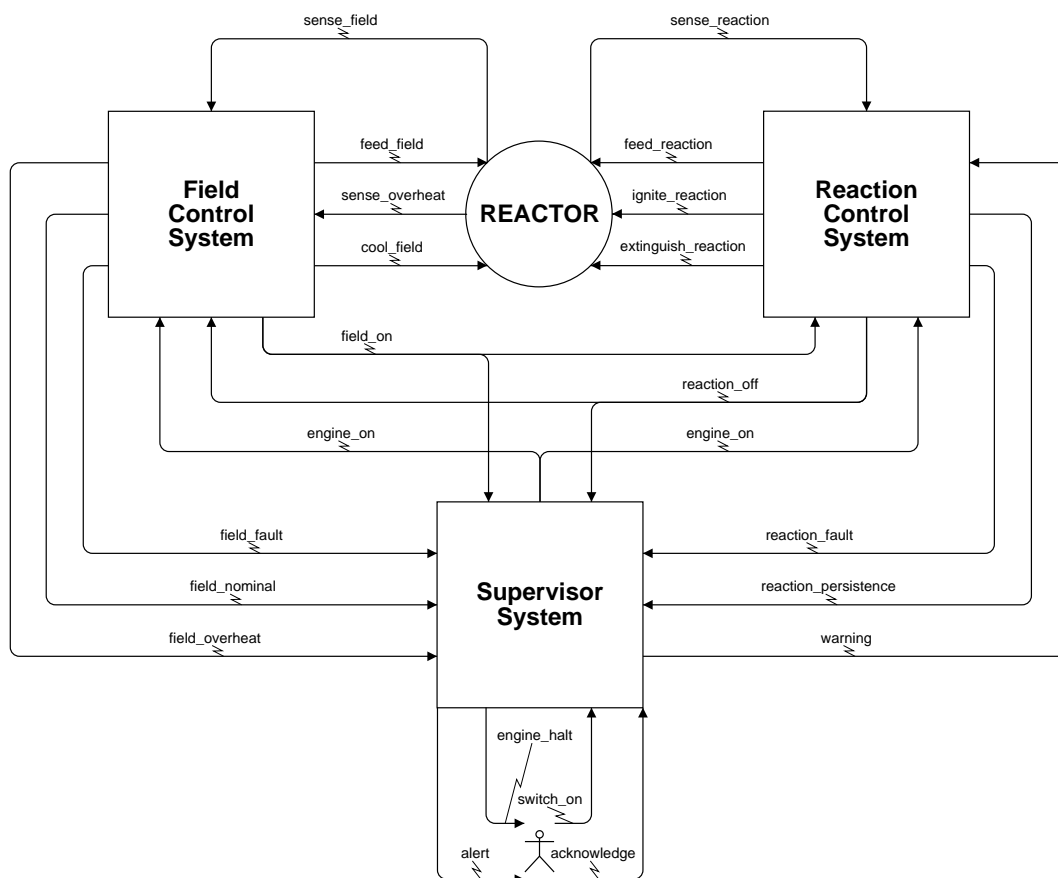 sense_field
sense_reaction
feed_field
feed_reaction
Field
Control
System
sense_overheat
REACTOR
ignite_reaction
Reaction
Control
System
cool_field
extinguish_reaction
field_on
reaction_off
engine_on
engine_on
field_fault
reaction_fault
field_nominal
Supervisor
System
reaction_persistence
field_overheat
warning
engine_halt
switch_on
alert
acknowledge